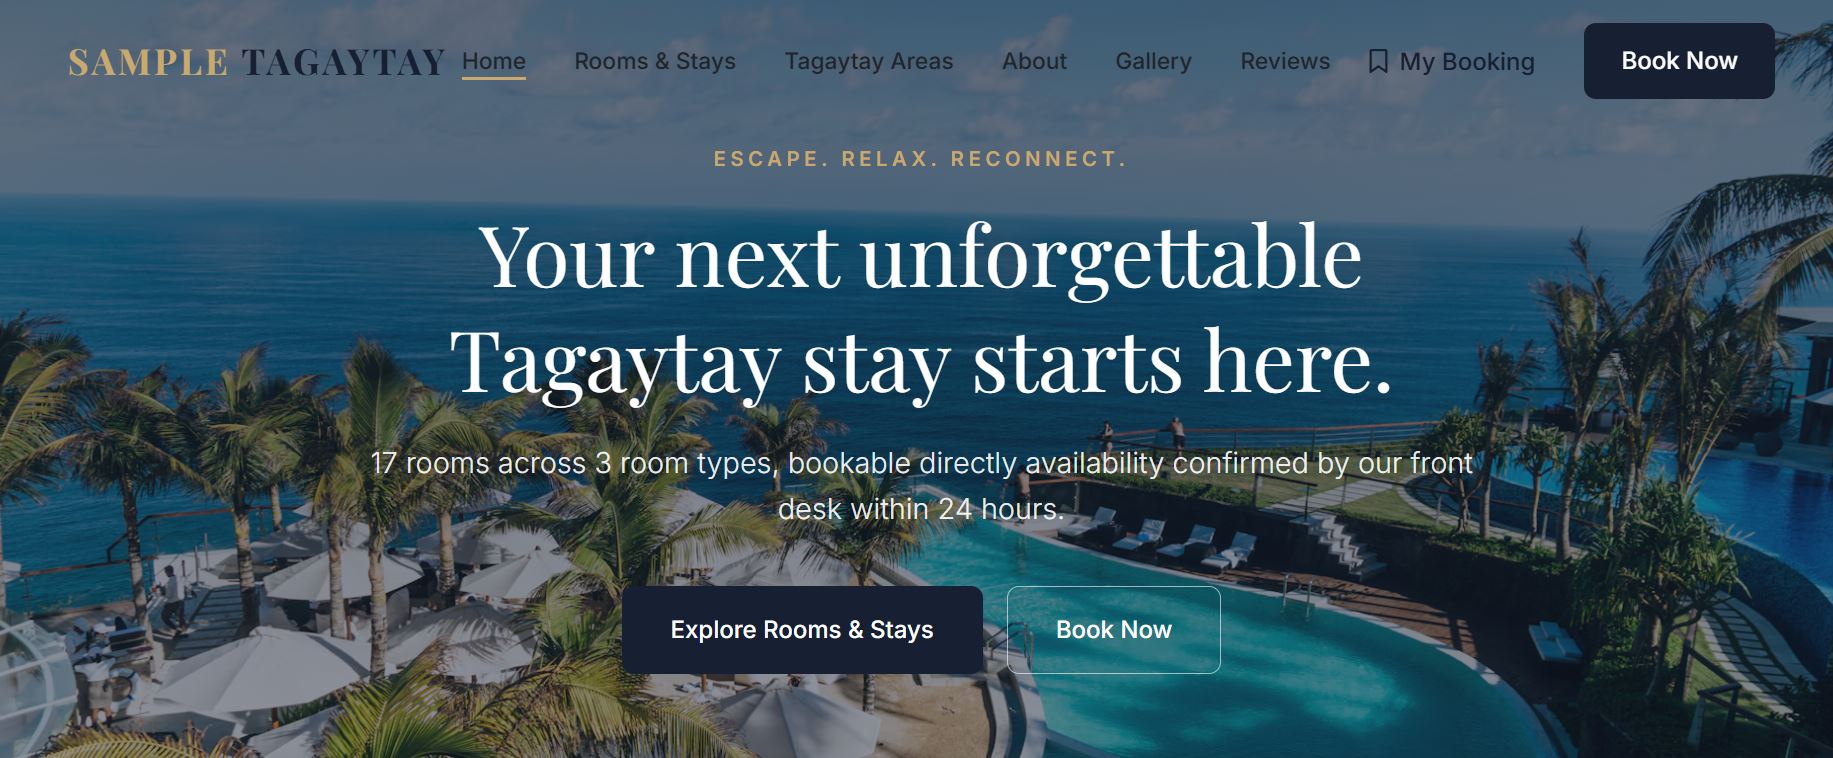 SAMPLE TAGAYTAY Home Rooms & Stays Tagaytay Areas About Gallery Reviews My Booking Book Now
ESCAPE. RELAX. RECONNECT.
Your next unforgettable
Tagaytay stay starts here.
17 rooms across 3 room types, bookable directly availability confirmed by our front
desk within 24 hours.
Explore Rooms & Stays Book Now